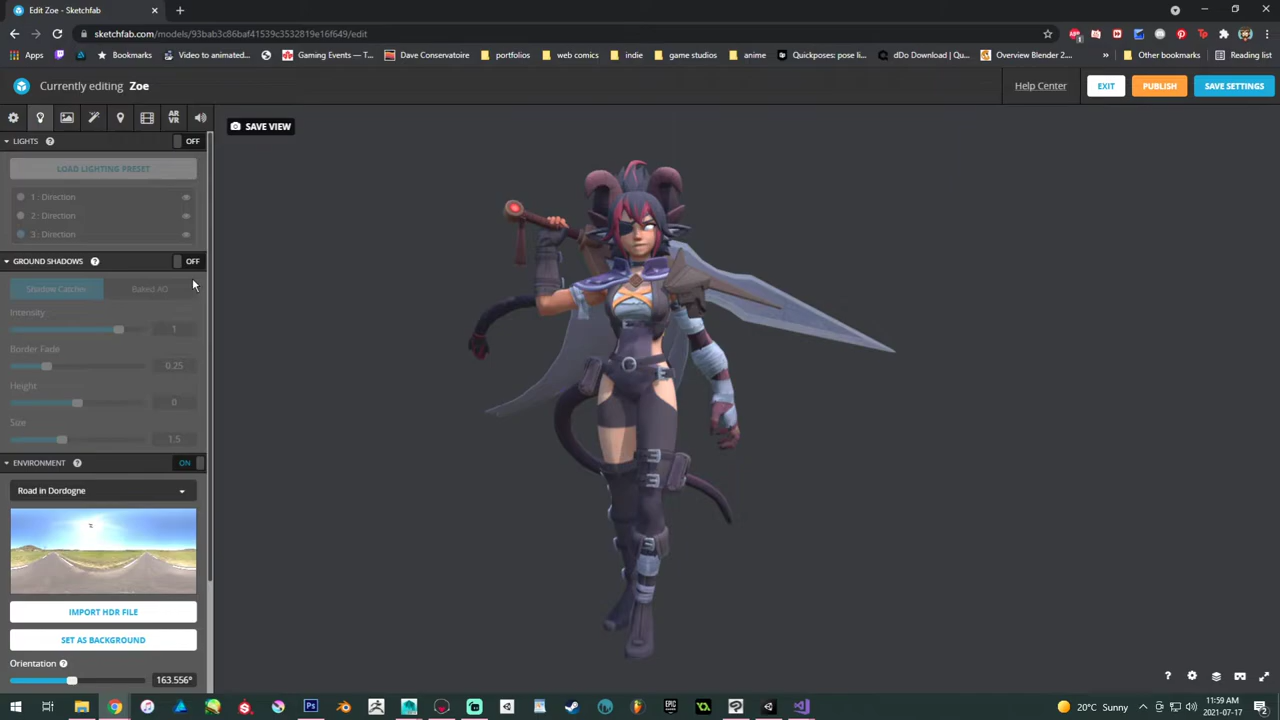 Edit Zoe - Sketchfab
sketchfab.com/models/93bab3c86baf41539c3532819e16f649/edit
Apps
Bookmarks
Video to animated...
Gaming Events — T...
Dave Conservatoire
portfolios
web comics
indie
game studios
anime
Quickposes: pose li...
dDo Download | Qu...
Overview Blender 2....
Other bookmarks
Reading list
Currently editing Zoe
Help Center
EXIT
PUBLISH
SAVE SETTINGS
AR
VR
SAVE VIEW
LIGHTS
OFF
LOAD LIGHTING PRESET
1 : Direction
2 : Direction
3 : Direction
GROUND SHADOWS
OFF
Shadow Catcher
Baked AO
Intensity
1
Border Fade
0.25
Height
0
Size
1.5
ENVIRONMENT
ON
Road in Dordogne
IMPORT HDR FILE
SET AS BACKGROUND
Orientation
163.556°
20°C Sunny
11:59 AM
2021-07-17